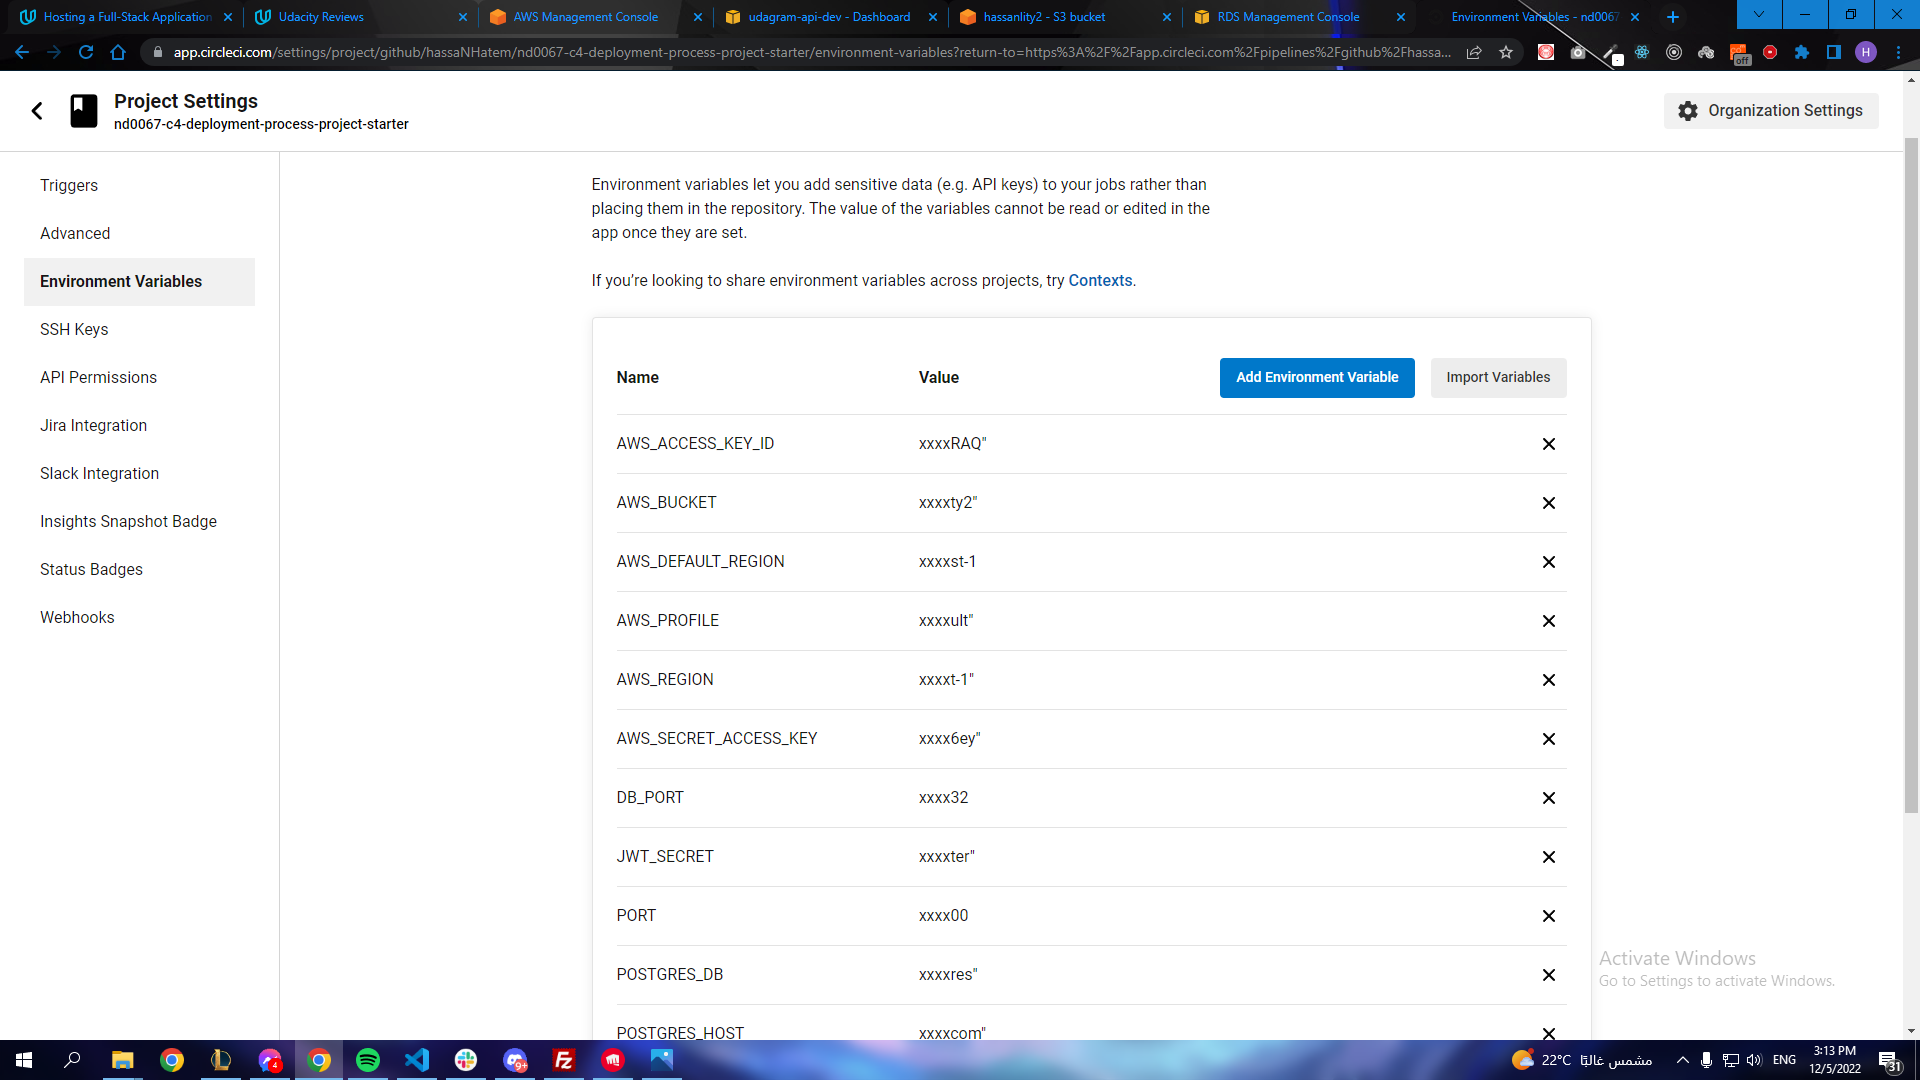 Hosting a Full-Stack Application
Udacity Reviews
AWS Management Console
udagram-api-dev - Dashboard
hassanlity2 - S3 bucket
RDS Management Console
Environment Variables - nd0067
app.circleci.com/settings/project/github/hassaNHatem/nd0067-c4-deployment-process-project-starter/environment-variables?return-to=https%3A%2F%2Fapp.circleci.com%2Fpipelines%2Fgithub%2Fhassa...
off
H
Project Settings
nd0067-c4-deployment-process-project-starter
Organization Settings
Triggers
Advanced
Environment Variables
SSH Keys
API Permissions
Jira Integration
Slack Integration
Insights Snapshot Badge
Status Badges
Webhooks
Environment variables let you add sensitive data (e.g. API keys) to your jobs rather than
placing them in the repository. The value of the variables cannot be read or edited in the
app once they are set.
If you’re looking to share environment variables across projects, try Contexts.
Name Value Add Environment Variable Import Variables
AWS_ACCESS_KEY_ID xxxxRAQ"
AWS_BUCKET xxxxty2"
AWS_DEFAULT_REGION xxxxst-1
AWS_PROFILE xxxxult"
AWS_REGION xxxxt-1"
AWS_SECRET_ACCESS_KEY xxxx6ey"
DB_PORT xxxx32
JWT_SECRET xxxxter"
PORT xxxx00
POSTGRES_DB xxxxres"
POSTGRES_HOST xxxxcom"
Activate Windows
Go to Settings to activate Windows.
4
9+
Fz
22°C مشمس غالبًا
ENG
3:13 PM
12/5/2022
31